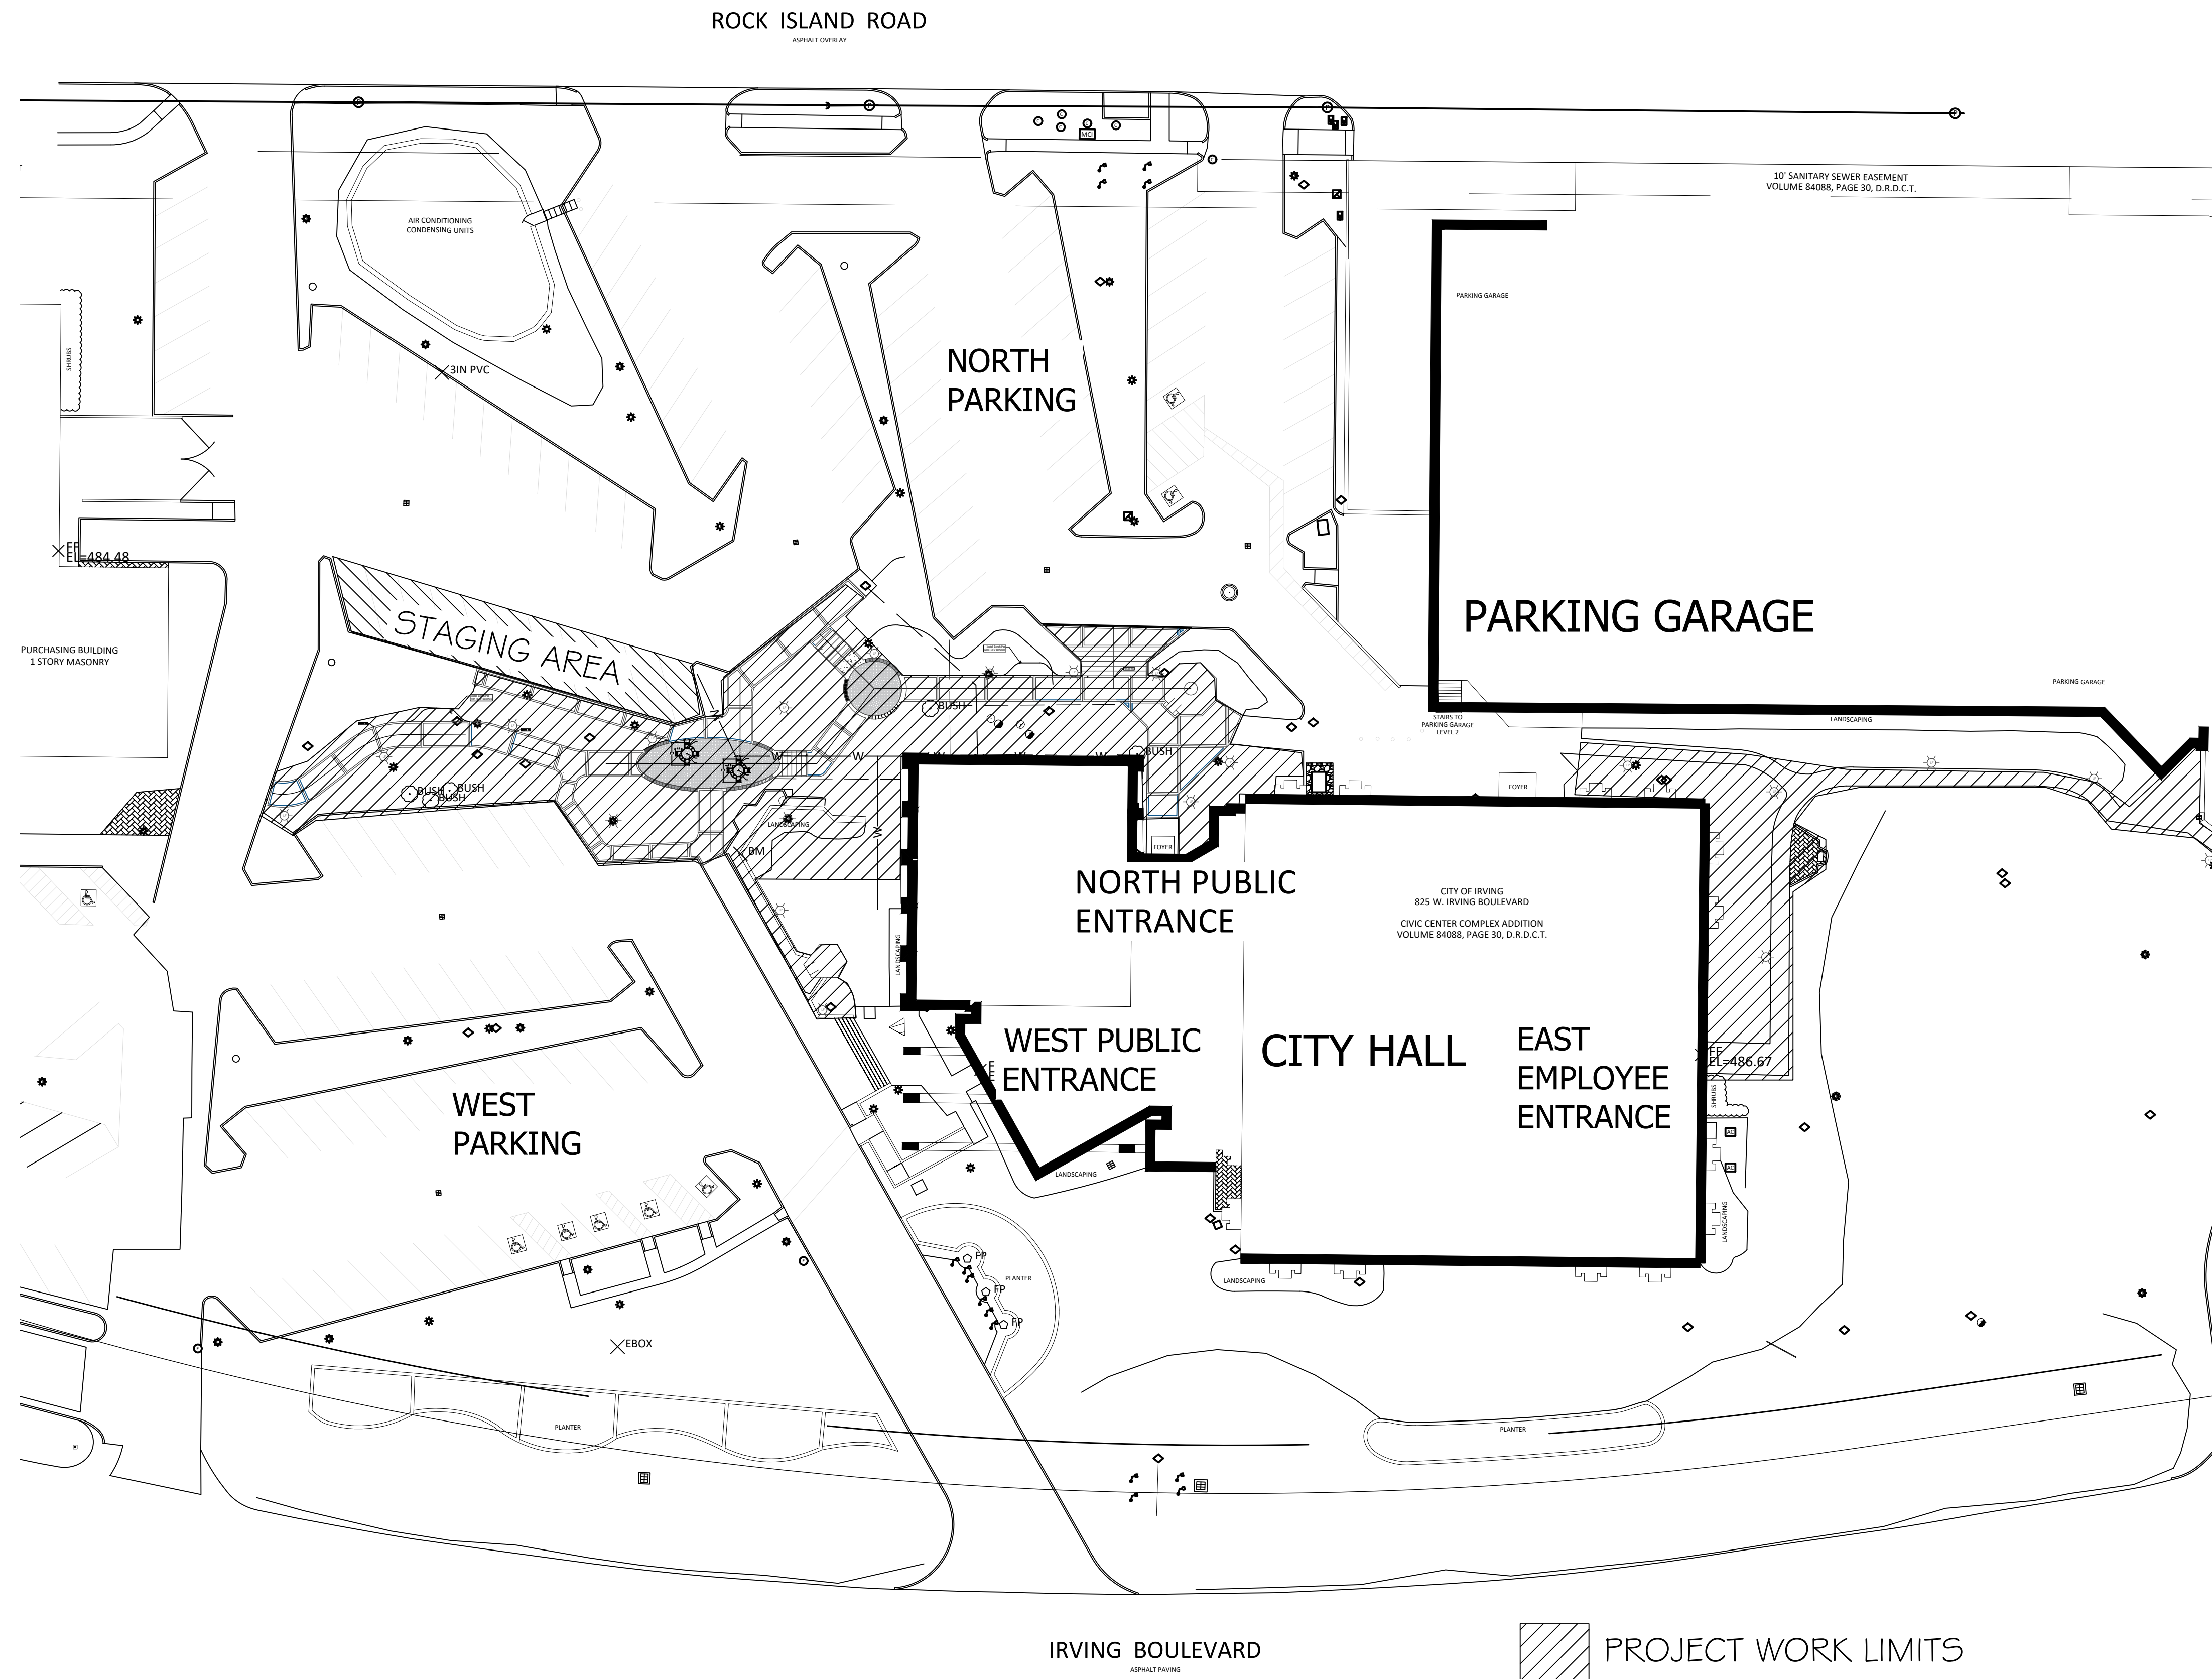 ROCK ISLAND ROAD
ASPHALT OVERLAY
MCI
10' SANITARY SEWER EASEMENT
VOLUME 84088, PAGE 30, D.R.D.C.T.
AIR CONDITIONING
CONDENSING UNITS
PARKING GARAGE
SHRUBS
3IN PVC
NORTH
PARKING
FF
EL=484.48
STAGING AREA
PARKING GARAGE
PURCHASING BUILDING
1 STORY MASONRY
PARKING GARAGE
BUSH
STAIRS TO
PARKING GARAGE
LEVEL 2
LANDSCAPING
W
W
W
W
W
BUSH
BUSH
BUSH
BUSH
FOYER
LANDSCAPING
W
BM
FOYER
NORTH PUBLIC
ENTRANCE
CITY OF IRVING
825 W. IRVING BOULEVARD
CIVIC CENTER COMPLEX ADDITION
VOLUME 84088, PAGE 30, D.R.D.C.T.
LANDSCAPING
WEST PUBLIC
ENTRANCE
CITY HALL
EAST
EMPLOYEE
ENTRANCE
FF
EL=486.67
SHRUBS
WEST
PARKING
AC
AC
LANDSCAPING
LANDSCAPING
FP
PLANTER
FP
FP
LANDSCAPING
EBOX
PLANTER
PLANTER
IRVING BOULEVARD
ASPHALT PAVING
PROJECT WORK LIMITS